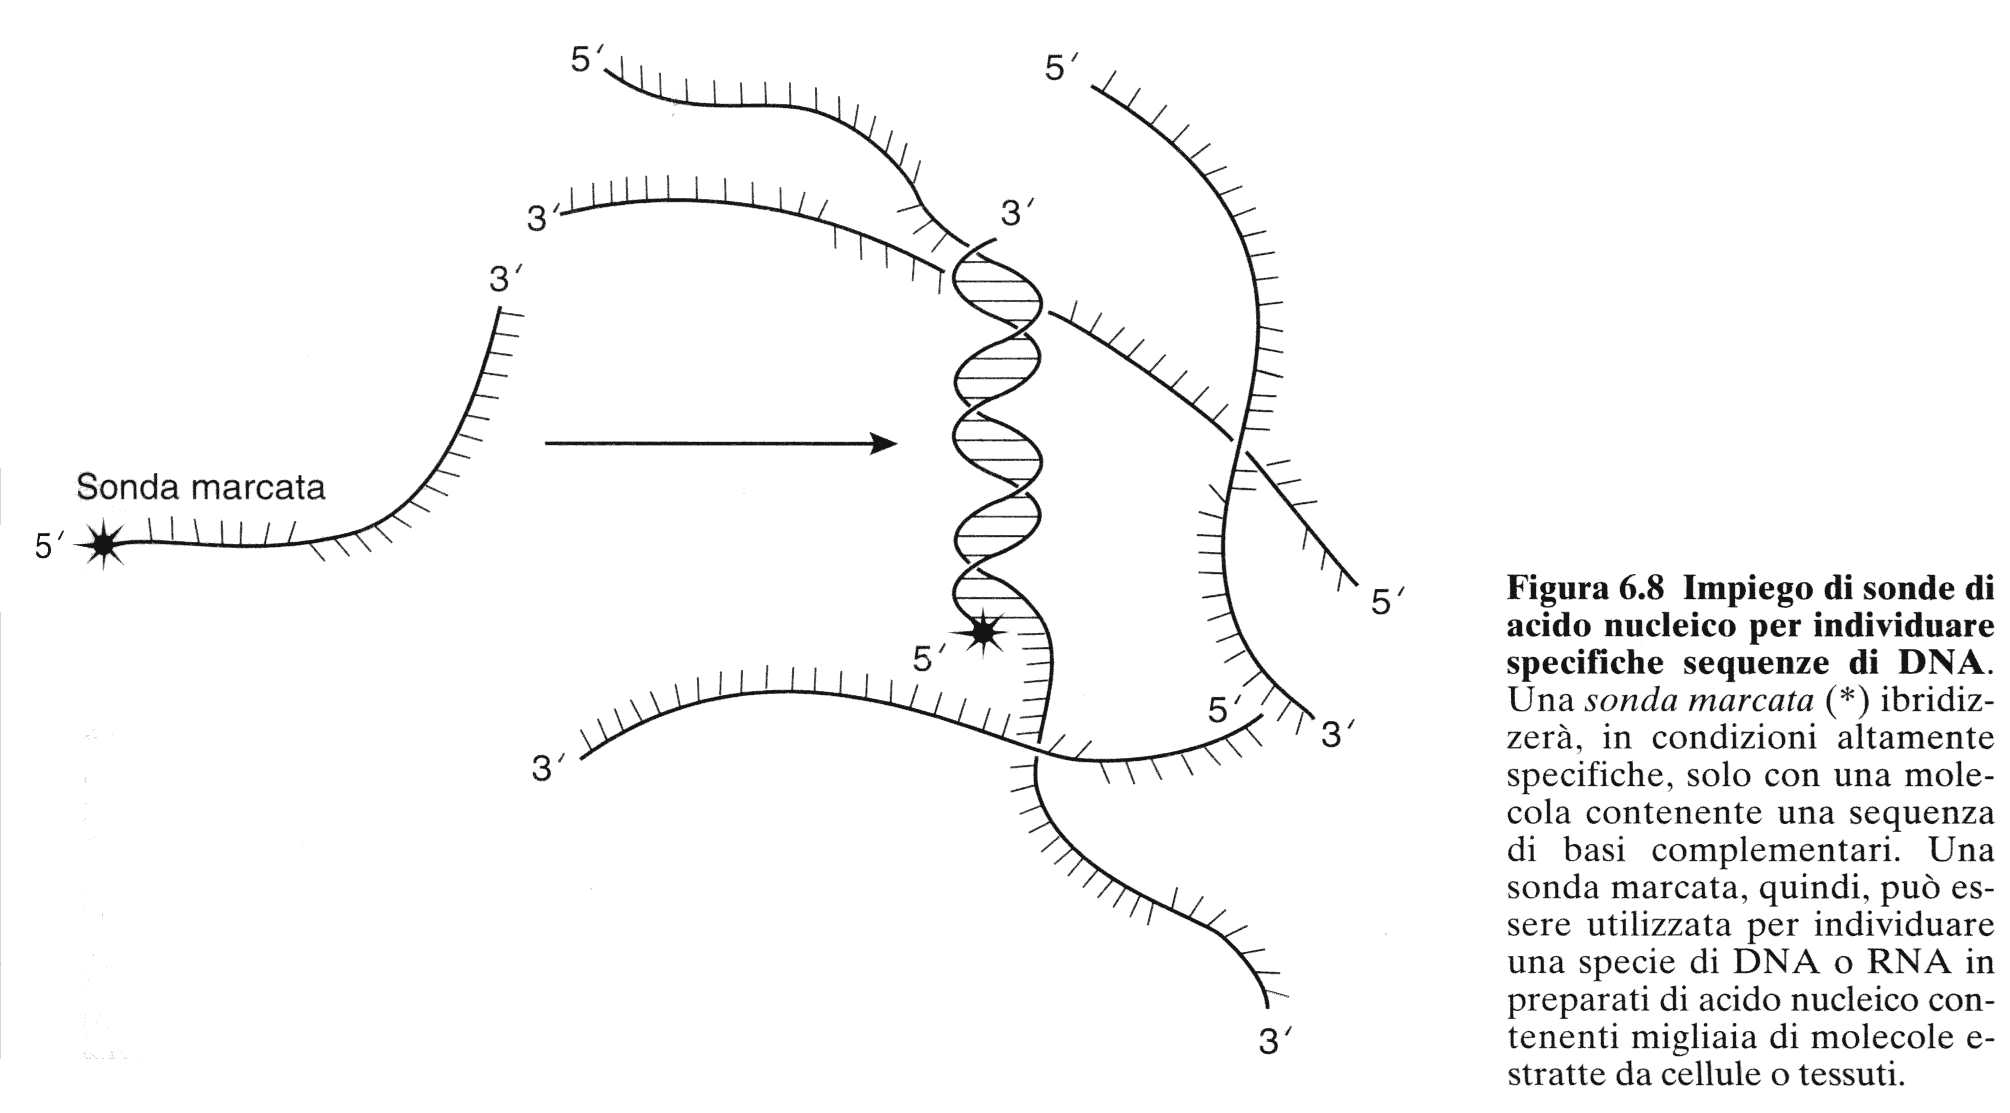 5′
5′
3′
3′
3′
Sonda marcata
5′
5′
5′
5′
3′
3′
3′
Figura 6.8 Impiego di sonde di
acido nucleico per individuare
specifiche sequenze di DNA.
Una sonda marcata (*) ibridiz-
zerà, in condizioni altamente
specifiche, solo con una mole-
cola contenente una sequenza
di basi complementari. Una
sonda marcata, quindi, può es-
sere utilizzata per individuare
una specie di DNA o RNA in
preparati di acido nucleico con-
tenenti migliaia di molecole e-
stratte da cellule o tessuti.